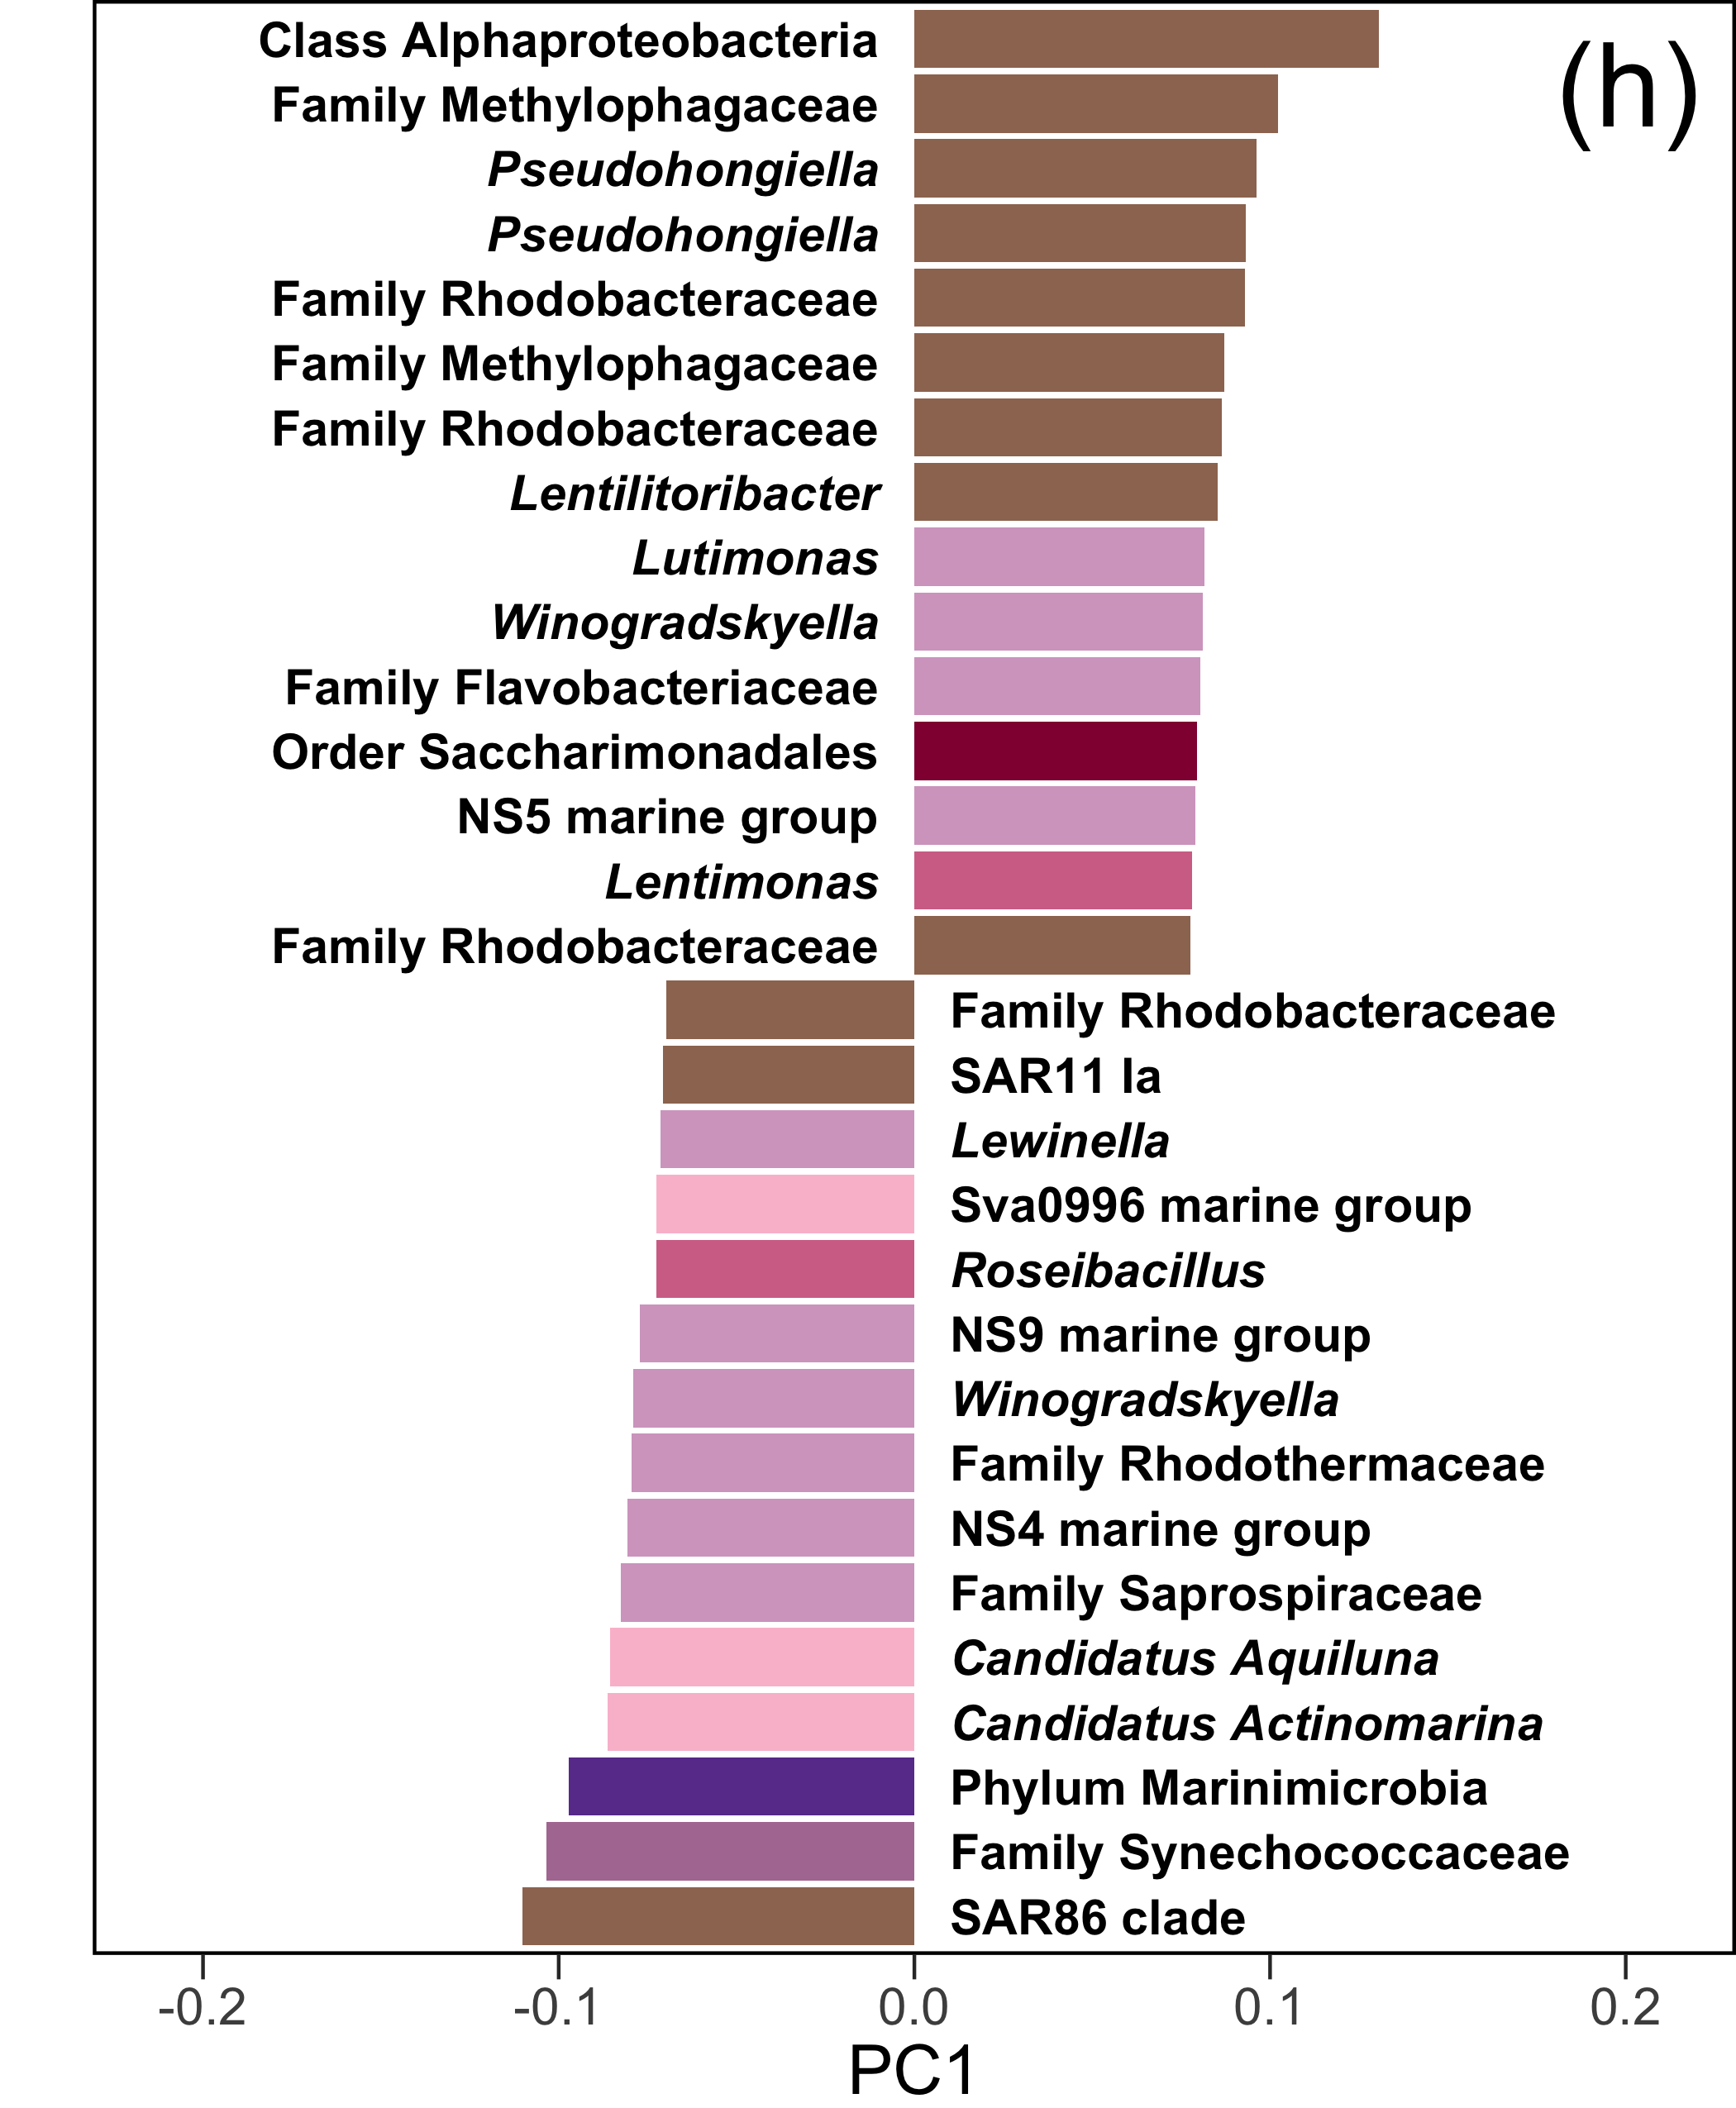 Class Alphaproteobacteria
(h)
Family Methylophagaceae
Pseudohongiella
Pseudohongiella
Family Rhodobacteraceae
Family Methylophagaceae
Family Rhodobacteraceae
Lentilitoribacter
Lutimonas
Winogradskyella
Family Flavobacteriaceae
Order Saccharimonadales
NS5 marine group
Lentimonas
Family Rhodobacteraceae
Family Rhodobacteraceae
SAR11 Ia
Lewinella
Sva0996 marine group
Roseibacillus
NS9 marine group
Winogradskyella
Family Rhodothermaceae
NS4 marine group
Family Saprospiraceae
Candidatus Aquiluna
Candidatus Actinomarina
Phylum Marinimicrobia
Family Synechococcaceae
SAR86 clade
-0.2 -0.1 0.0 0.1 0.2
PC1